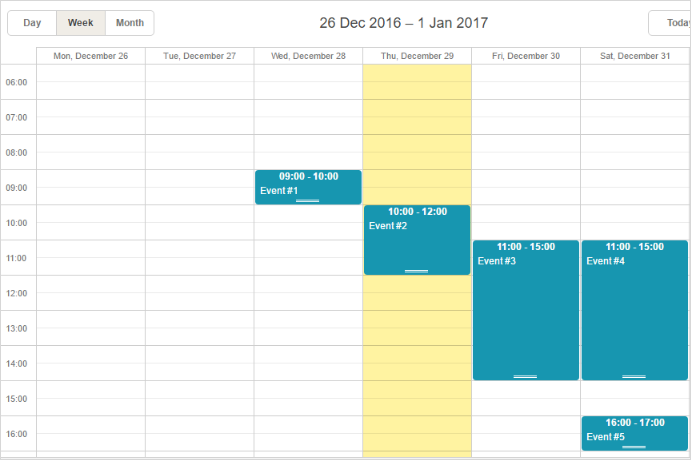 Day Week Month 26 Dec 2016 – 1 Jan 2017 Today
Mon, December 26 Tue, December 27 Wed, December 28 Thu, December 29 Fri, December 30 Sat, December 31
06:00
07:00
08:00
09:00 - 10:00
09:00 Event #1
10:00 - 12:00
10:00 Event #2
11:00 - 15:00 11:00 - 15:00
11:00 Event #3 Event #4
12:00
13:00
14:00
15:00
16:00 - 17:00
16:00 Event #5